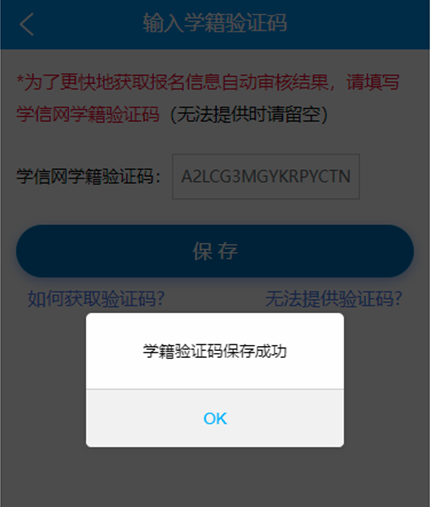 输入学籍验证码
*为了更快地获取报名信息自动审核结果，请填写
学信网学籍验证码（无法提供时请留空）
学信网学籍验证码：A2LCG3MGYKRPYCTN
保 存
如何获取验证码? 无法提供验证码?
学籍验证码保存成功
OK